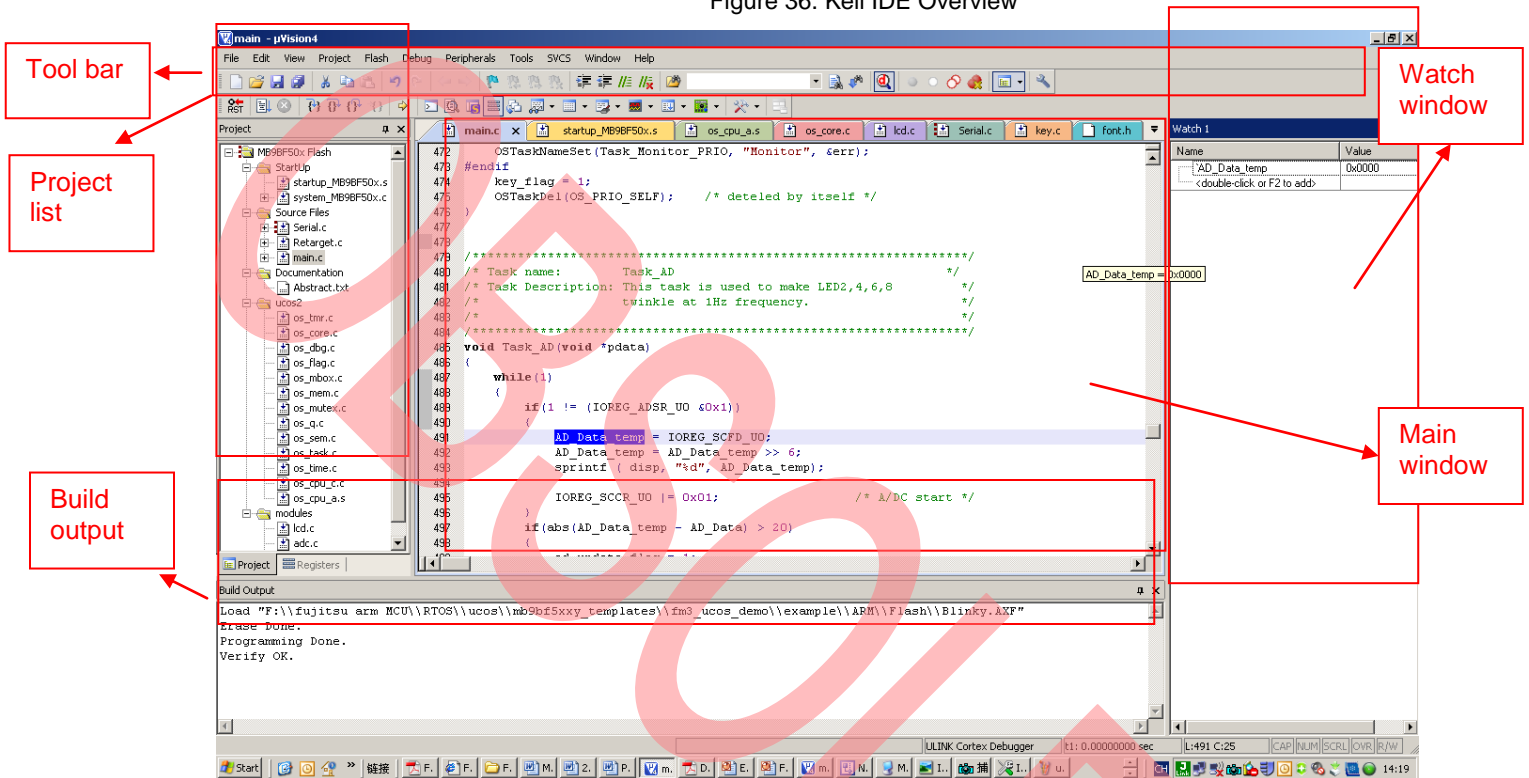 Figure 36. Keil IDE Overview
main - µVision4
File Edit View Project Flash Debug Peripherals Tools SVCS Window Help
Tool bar
Watch window
Project list
Main window
Build output
RST
Project
main.c
startup_MB9BF50x.s
os_cpu_a.s
os_core.c
lcd.c
Serial.c
key.c
font.h
Watch 1
Name Value
AD_Data_temp 0x0000
<double-click or F2 to add>
MB9BF50x Flash
StartUp
startup_MB9BF50x.s
system_MB9BF50x.c
Source Files
Serial.c
Retarget.c
main.c
Documentation
Abstract.txt
ucos2
os_tmr.c
os_core.c
os_dbg.c
os_flag.c
os_mbox.c
os_mem.c
os_mutex.c
os_q.c
os_sem.c
os_task.c
os_time.c
os_cpu_c.c
os_cpu_a.s
modules
lcd.c
adc.c
Project Registers
472 OSTaskNameSet(Task_Monitor_PRIO, "Monitor", &err);
473 #endif
474 key_flag = 1;
475 OSTaskDel(OS_PRIO_SELF); /* deteled by itself */
476 }
477
478
479 /*******************************************************************/
480 /* Task name: Task_AD */
481 /* Task Description: This task is used to make LED2,4,6,8 */
482 /* twinkle at 1Hz frequency. */
483 /* */
484 /*******************************************************************/
485 void Task_AD(void *pdata)
486 {
487 while(1)
488 {
489 if(1 != (IOREG_ADSR_U0 &0x1))
490 {
491 AD_Data_temp = IOREG_SCFD_U0;
492 AD_Data_temp = AD_Data_temp >> 6;
493 sprintf ( disp, "%d", AD_Data_temp);
494
495 IOREG_SCCR_U0 |= 0x01; /* A/DC start */
496 }
497 if(abs(AD_Data_temp - AD_Data) > 20)
498 {
AD_Data_temp = 0x0000
Build Output
Load "F:\\fujitsu arm MCU\\RTOS\\ucos\\mb9bf5xxy_templates\\fm3_ucos_demo\\example\\ARM\\Flash\\Blinky.AXF"
Erase Done.
Programming Done.
Verify OK.
ULINK Cortex Debugger t1: 0.00000000 sec L:491 C:25 CAP NUM SCRL OVR R/W
Start » 链接 F. F. F. M. 2. P. m. D. E. F. m. N. M. I.. 捕 I.. u. CH 14:19